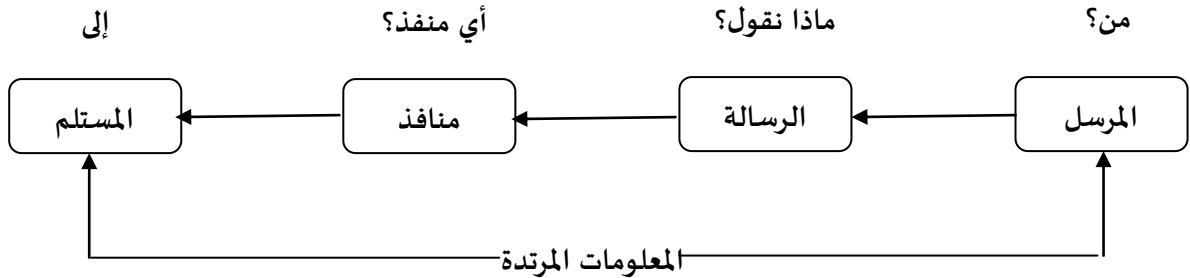 من؟ ماذا نقول؟ أي منفذ؟ إلى
المرسل الرسالة منافذ المستلم
المعلومات المرتدة